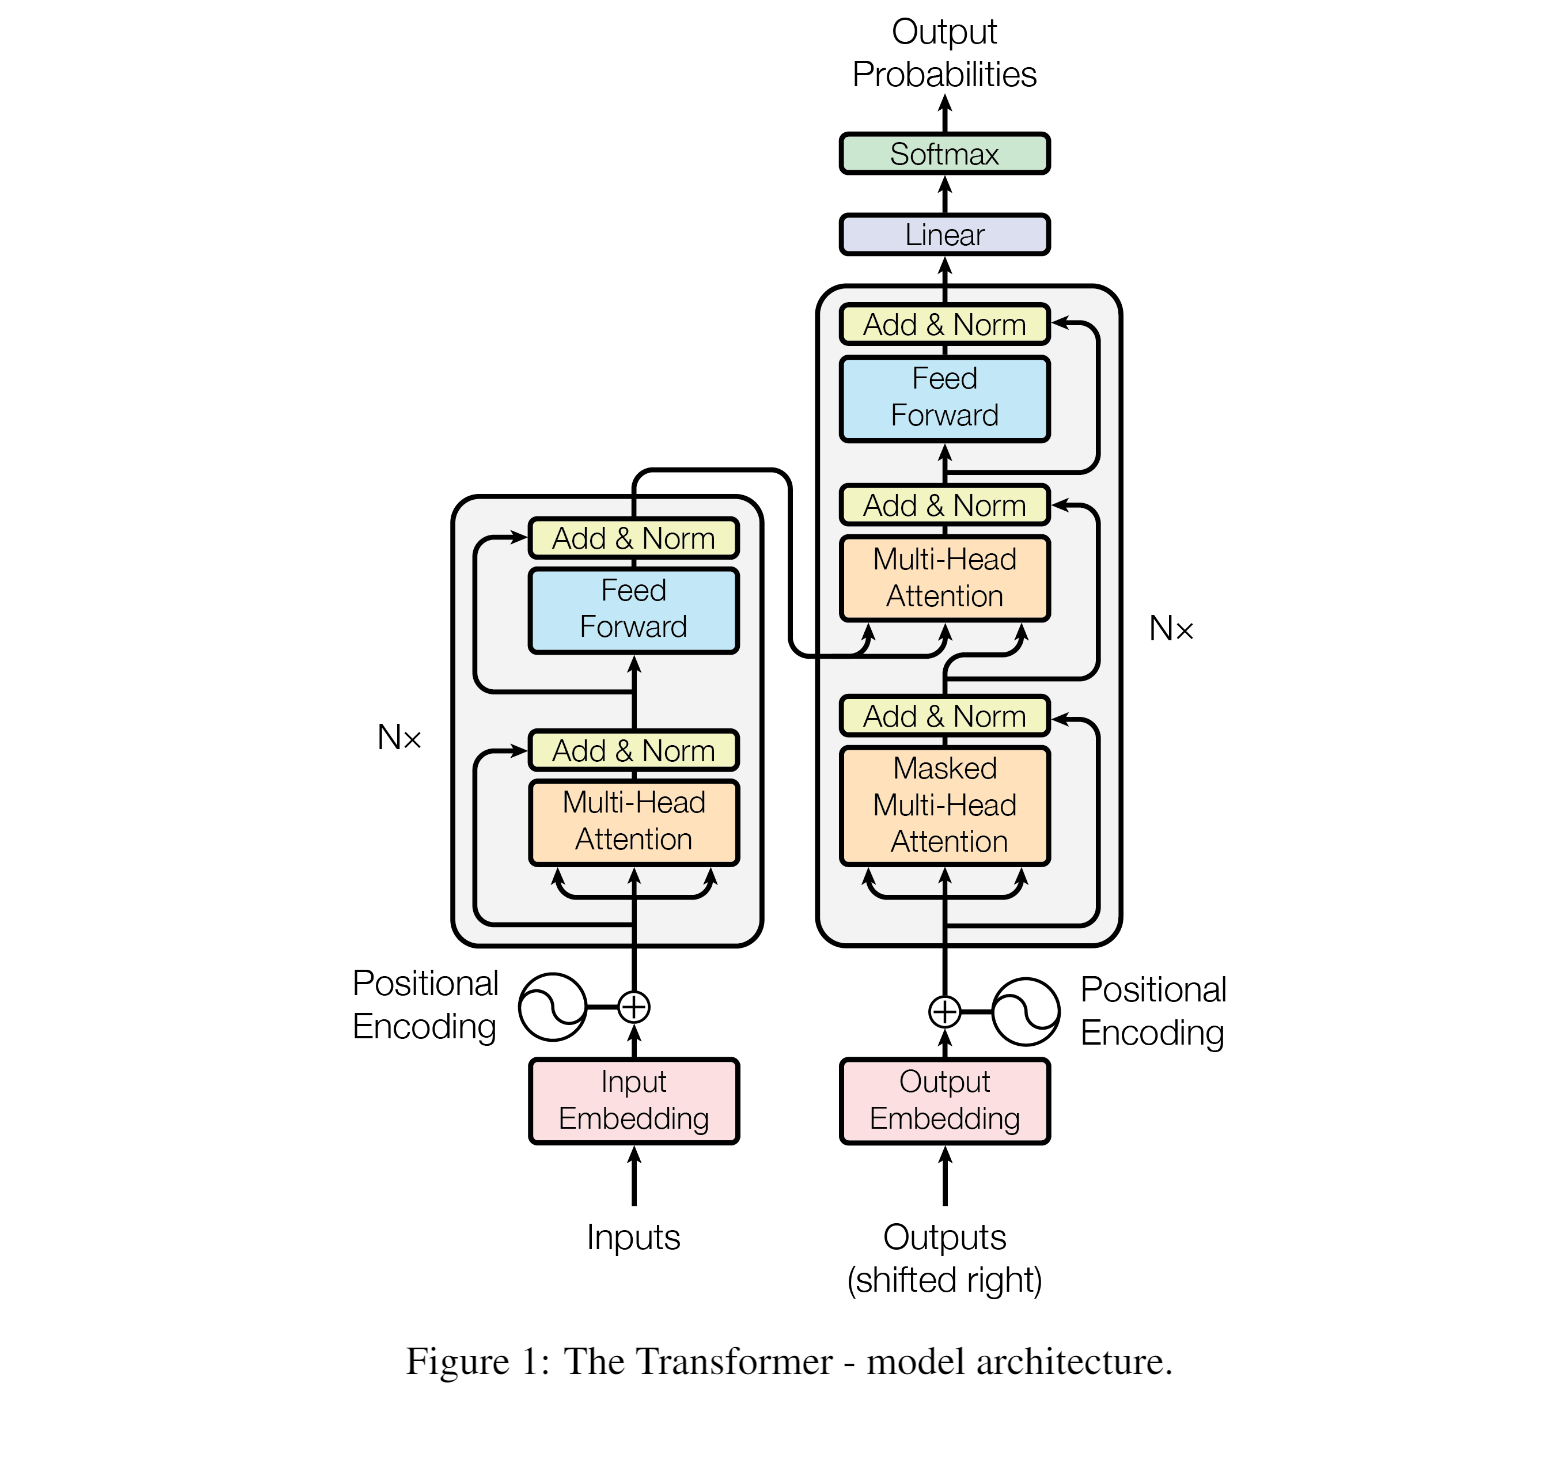 Output
Probabilities
Softmax
Linear
Add & Norm
Feed
Forward
Add & Norm
Multi-Head
Attention
Add & Norm
Masked
Multi-Head
Attention
N×
Positional
Encoding
Output
Embedding
Outputs
(shifted right)
Add & Norm
Feed
Forward
Add & Norm
Multi-Head
Attention
N×
Positional
Encoding
Input
Embedding
Inputs
Figure 1: The Transformer - model architecture.